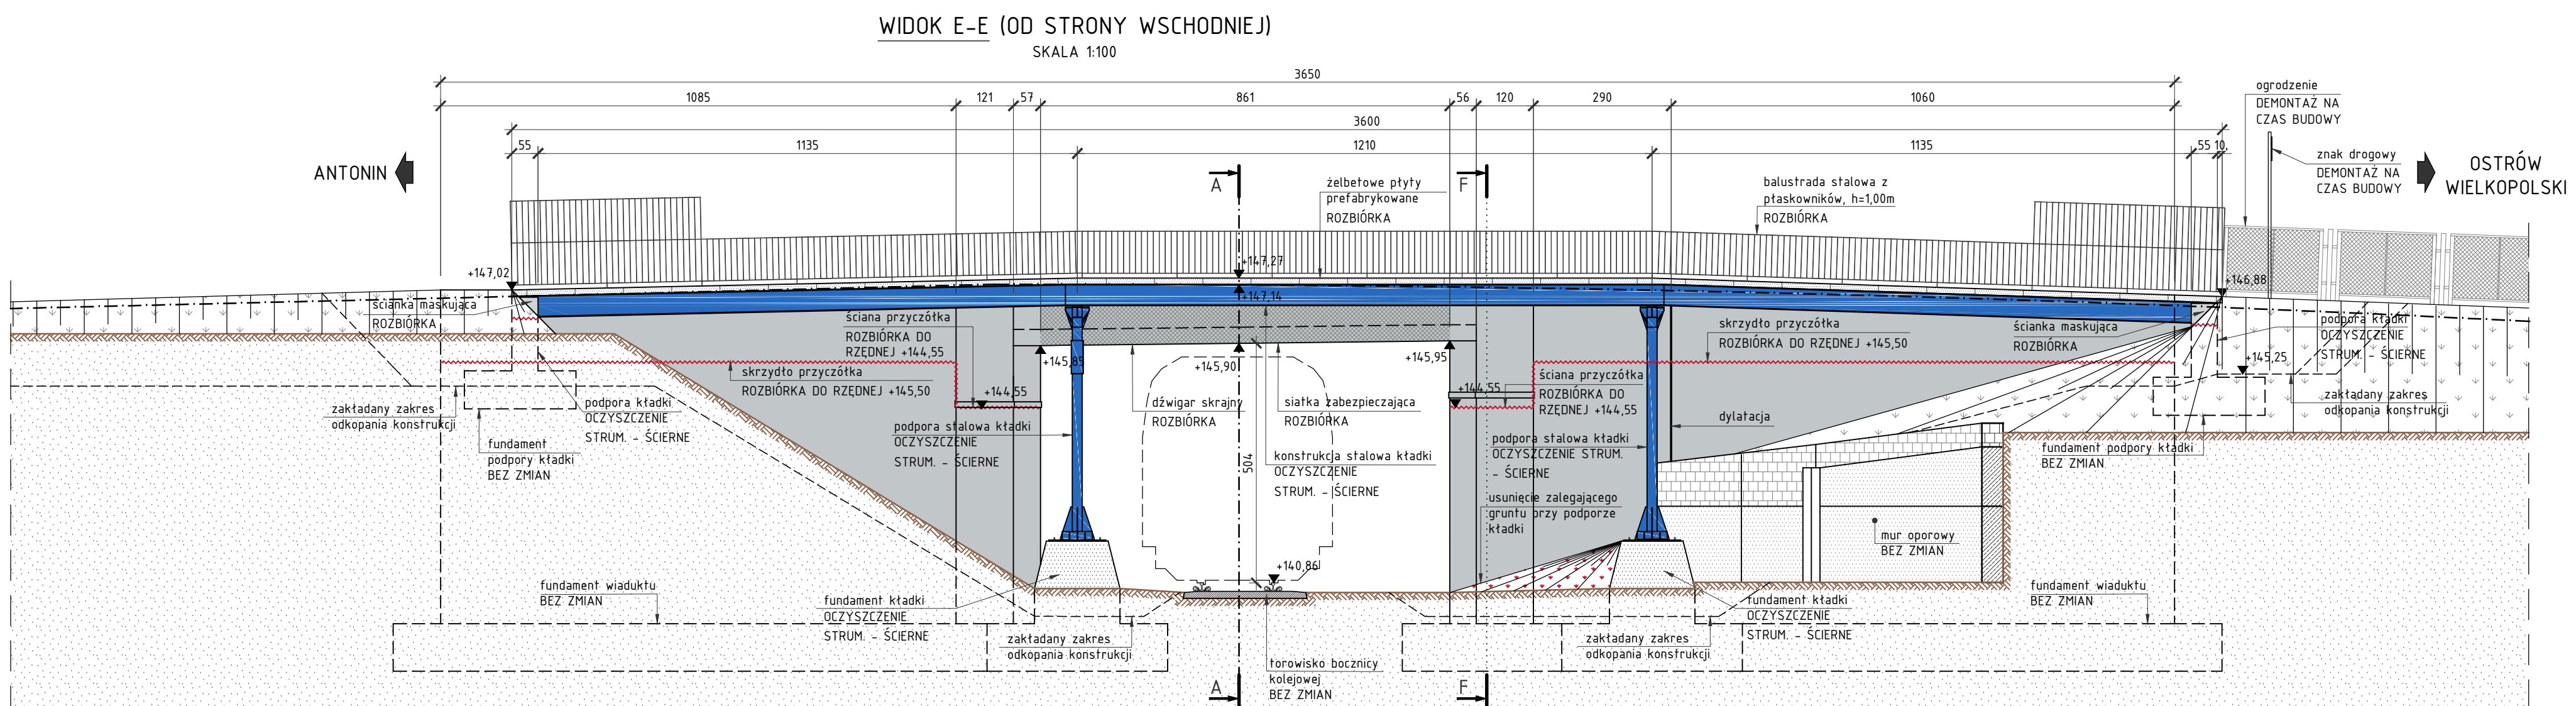 WIDOK E-E (OD STRONY WSCHODNIEJ)
SKALA 1:100
3650
1085
121
57
861
56
120
290
1060
3600
55
1135
1210
1135
55
10
ANTONIN
OSTRÓW
WIELKOPOLSKI
A
F
ogrodzenie
DEMONTAŻ NA
CZAS BUDOWY
znak drogowy
DEMONTAŻ NA
CZAS BUDOWY
żelbetowe płyty
prefabrykowane
ROZBIÓRKA
balustrada stalowa z
płaskowników, h=1,00m
ROZBIÓRKA
+147,02
+147,27
+147,14
+146,88
ścianka maskująca
ROZBIÓRKA
ściana przyczółka
ROZBIÓRKA DO
RZĘDNEJ +144,55
skrzydło przyczółka
ROZBIÓRKA DO RZĘDNEJ +145,50
+144,55
+145,85
+145,90
+145,95
+144,55
skrzydło przyczółka
ROZBIÓRKA DO RZĘDNEJ +145,50
ściana przyczółka
ROZBIÓRKA DO
RZĘDNEJ +144,55
ścianka maskująca
ROZBIÓRKA
podpora kładki
OCZYSZCZENIE
STRUM. - ŚCIERNE
+145,25
zakładany zakres
odkopania konstrukcji
zakładany zakres
odkopania konstrukcji
podpora kładki
OCZYSZCZENIE
STRUM. - ŚCIERNE
fundament
podpory kładki
BEZ ZMIAN
dźwigar skrajny
ROZBIÓRKA
siatka zabezpieczająca
ROZBIÓRKA
podpora stalowa kładki
OCZYSZCZENIE
STRUM. - ŚCIERNE
504
konstrukcja stalowa kładki
OCZYSZCZENIE
STRUM. - ŚCIERNE
podpora stalowa kładki
OCZYSZCZENIE STRUM.
- ŚCIERNE
dylatacja
usunięcie zalegającego
gruntu przy podporze
kładki
fundament podpory kładki
BEZ ZMIAN
mur oporowy
BEZ ZMIAN
+140,86
fundament wiaduktu
BEZ ZMIAN
fundament kładki
OCZYSZCZENIE
STRUM. - ŚCIERNE
zakładany zakres
odkopania konstrukcji
torowisko bocznicy
kolejowej
BEZ ZMIAN
zakładany zakres
odkopania konstrukcji
fundament kładki
OCZYSZCZENIE
STRUM. - ŚCIERNE
fundament wiaduktu
BEZ ZMIAN
A
F